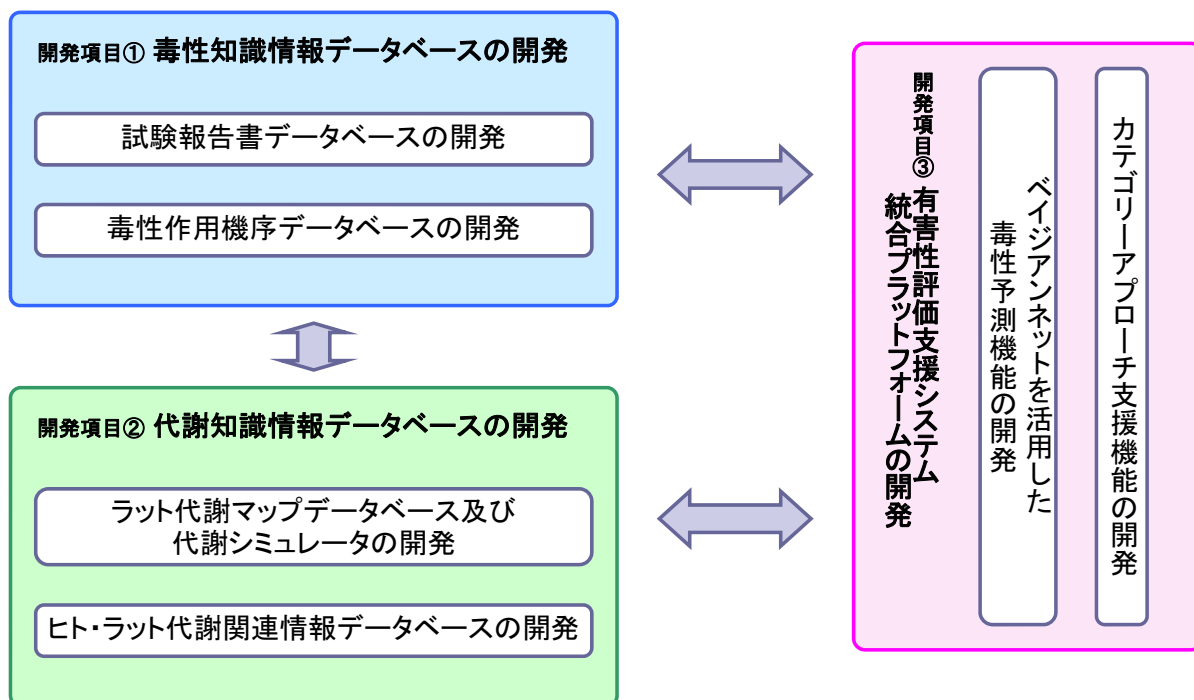 開発項目① 毒性知識情報データベースの開発
試験報告書データベースの開発
毒性作用機序データベースの開発
開発項目② 代謝知識情報データベースの開発
ラット代謝マップデータベース及び
代謝シミュレータの開発
ヒト・ラット代謝関連情報データベースの開発
開発項目③ 有害性評価支援システム
統合プラットフォームの開発
ベイジアンネットを活用した
毒性予測機能の開発
カテゴリーアプローチ支援機能の開発